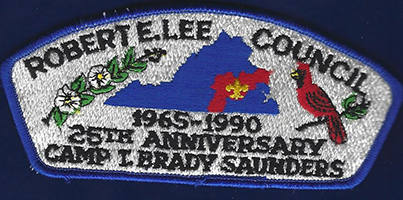 ROBERT E. LEE COUNCIL
1965-1990
25TH ANNIVERSARY
CAMP T. BRADY SAUNDERS